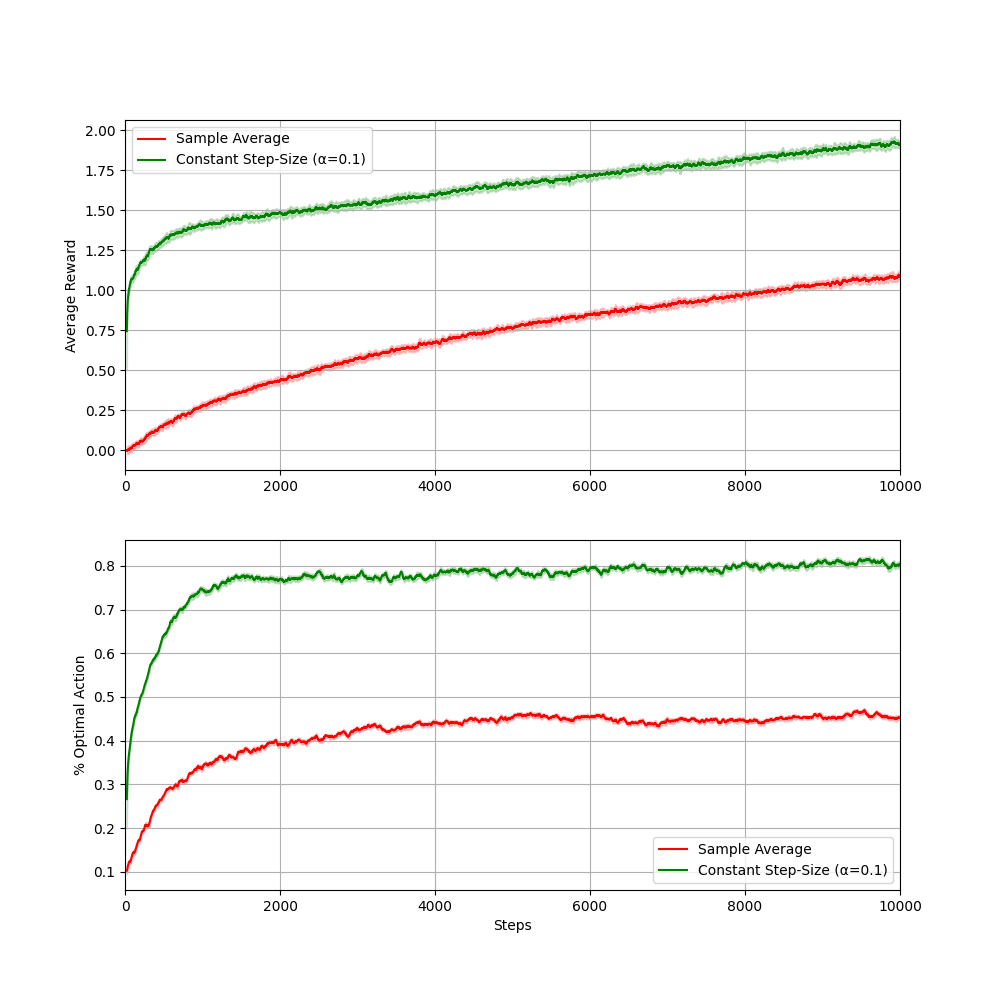 2.00
1.75
1.50
1.25
1.00
0.75
0.50
0.25
0.00
Average Reward
Sample Average
Constant Step-Size (α=0.1)
0 2000 4000 6000 8000 10000
0.8
0.7
0.6
0.5
0.4
0.3
0.2
0.1
% Optimal Action
Sample Average
Constant Step-Size (α=0.1)
0 2000 4000 6000 8000 10000
Steps